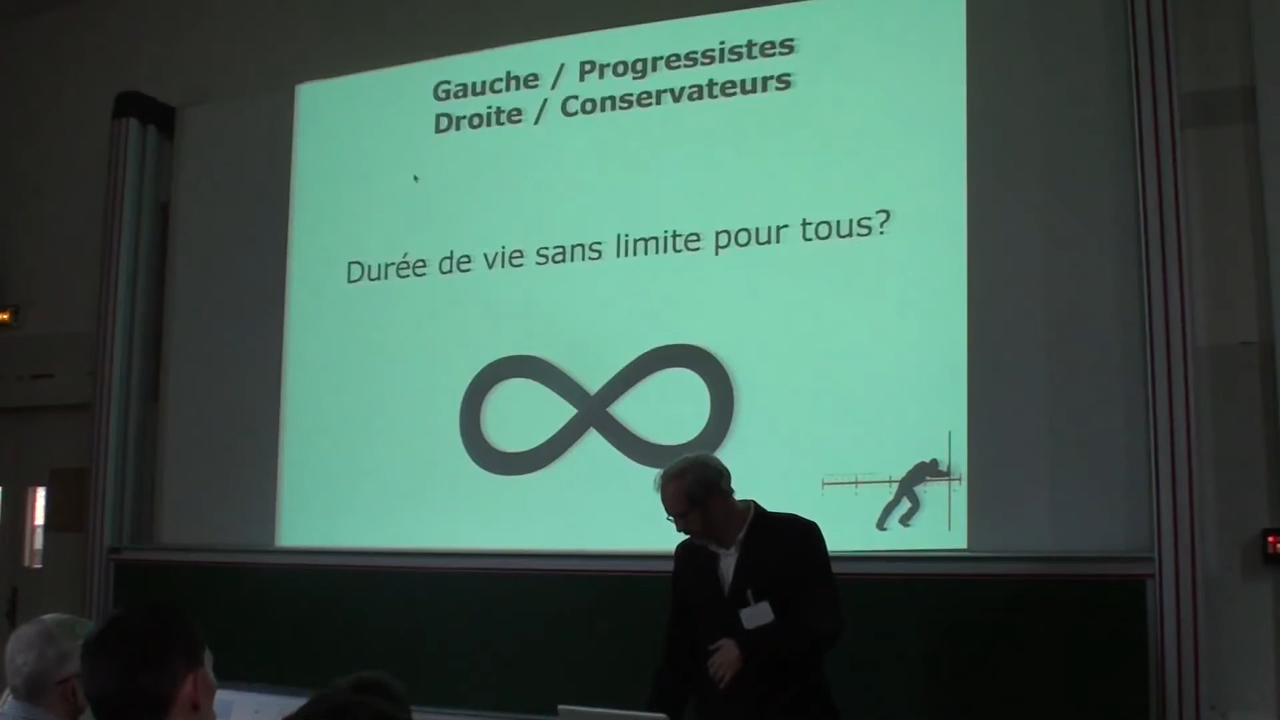 Gauche / Progressistes
Droite / Conservateurs
Durée de vie sans limite pour tous?